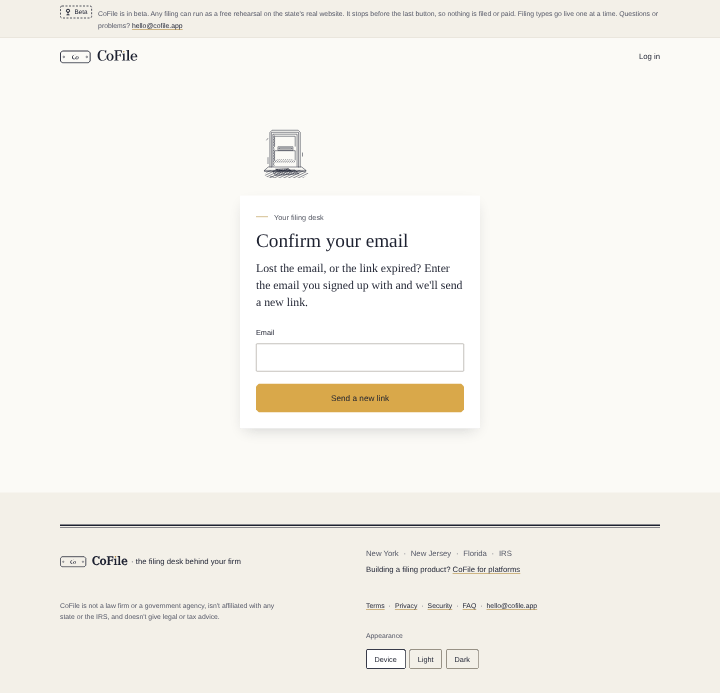 Beta
CoFile is in beta. Any filing can run as a free rehearsal on the state's real website. It stops before the last button, so nothing is filed or paid. Filing types go live one at a time. Questions or
problems? hello@cofile.app
Co CoFile
Log in
Your filing desk
Confirm your email
Lost the email, or the link expired? Enter
the email you signed up with and we'll send
a new link.
Email
Send a new link
Co CoFile · the filing desk behind your firm
New York · New Jersey · Florida · IRS
Building a filing product? CoFile for platforms
CoFile is not a law firm or a government agency, isn't affiliated with any
state or the IRS, and doesn't give legal or tax advice.
Terms · Privacy · Security · FAQ · hello@cofile.app
Appearance
Device Light Dark